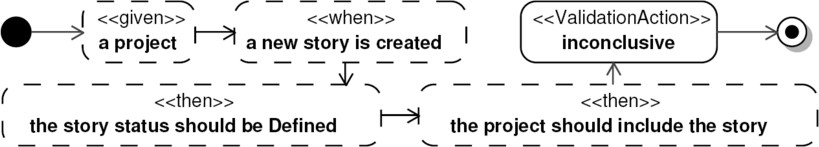 <<given>>
a project
<<when>>
a new story is created
<<ValidationAction>>
inconclusive
<<then>>
the story status should be Defined
<<then>>
the project should include the story